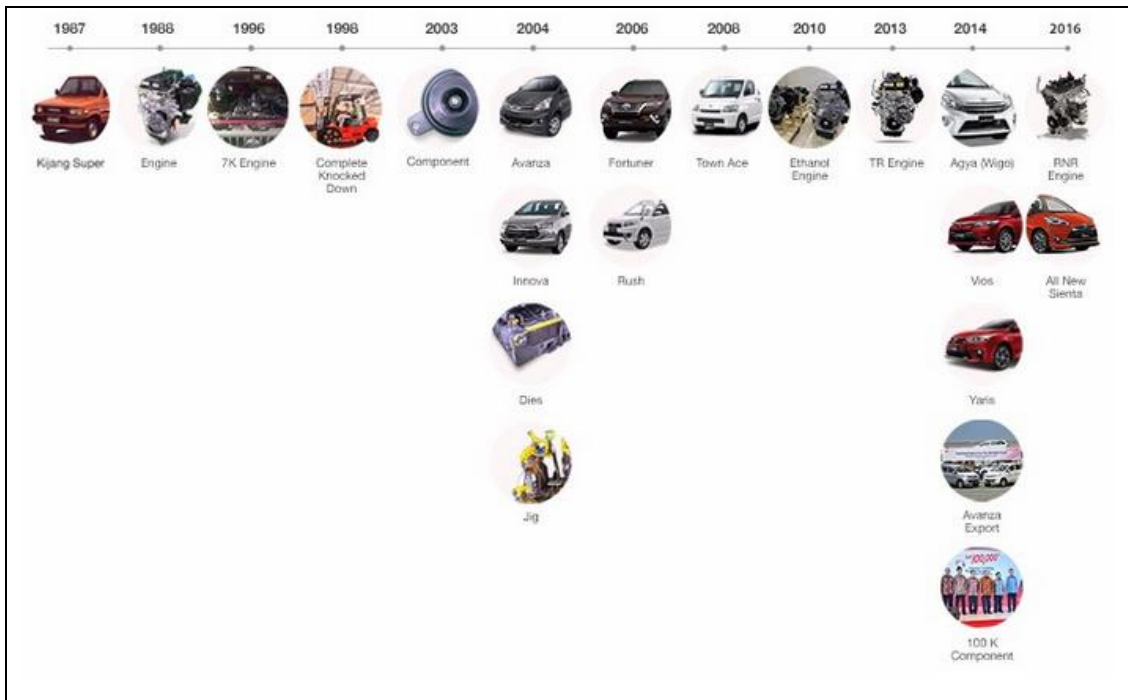 1987 1988 1996 1998 2003 2004 2006 2008 2010 2013 2014 2016
Kijang Super Engine 7K Engine Complete Component Avanza Fortuner Town Ace Ethanol TR Engine Agya (Wigo) RNR
Knocked Engine Engine
Down
Innova Rush Vios All New
Sienta
Dies Yaris
Jig Avanza
Export
100,000
100 K
Component